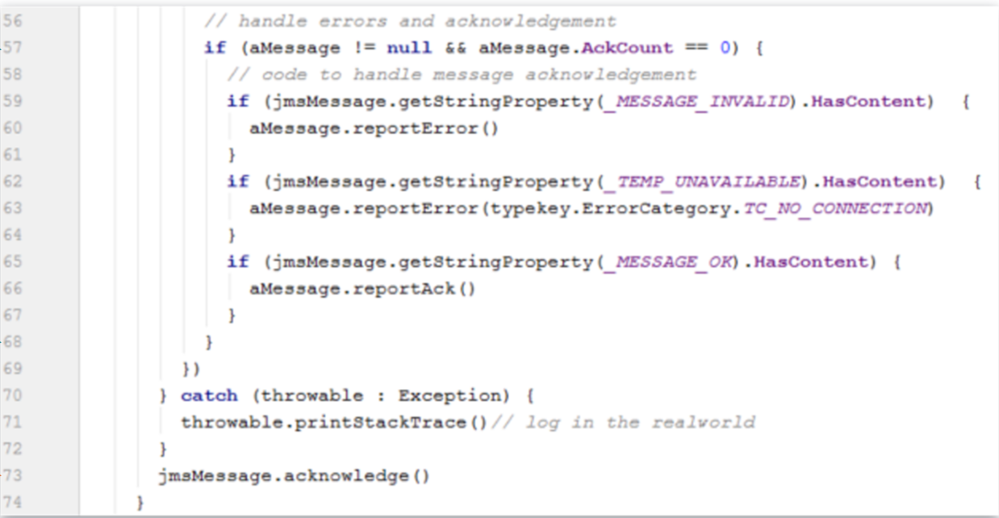 56 // handle errors and acknowledgement
57 if (aMessage != null && aMessage.AckCount == 0) {
58 // code to handle message acknowledgement
59 if (jmsMessage.getStringProperty(_MESSAGE_INVALID).HasContent) {
60 aMessage.reportError()
61 }
62 if (jmsMessage.getStringProperty(_TEMP_UNAVAILABLE).HasContent) {
63 aMessage.reportError(typekey.ErrorCategory.TC_NO_CONNECTION)
64 }
65 if (jmsMessage.getStringProperty(_MESSAGE_OK).HasContent) {
66 aMessage.reportAck()
67 }
68 }
69 })
70 } catch (throwable : Exception) {
71 throwable.printStackTrace()// log in the realworld
72 }
73 jmsMessage.acknowledge()
74 }